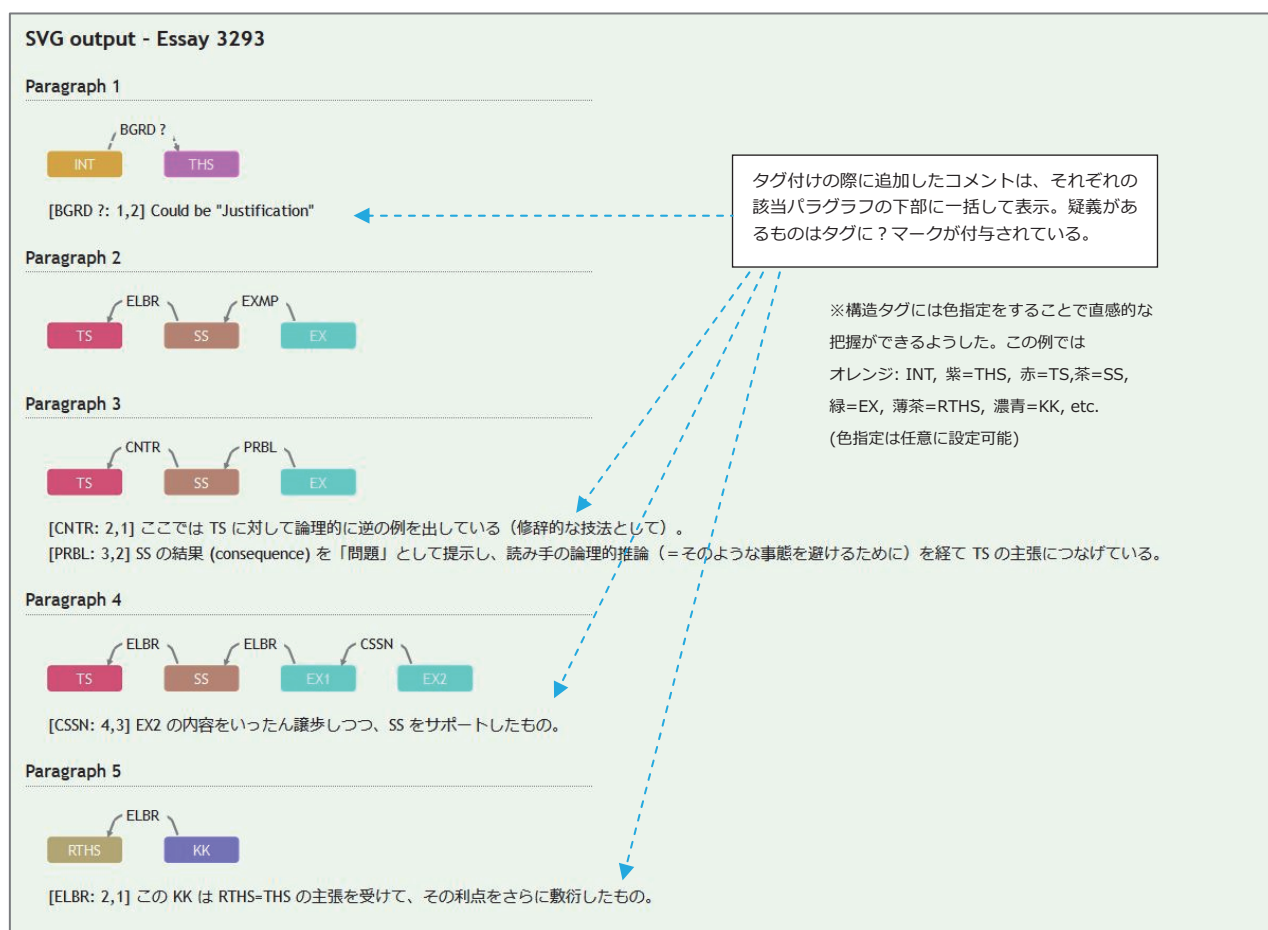 SVG output - Essay 3293
Paragraph 1
BGRD ?
INT THS
[BGRD ?: 1,2] Could be "Justification"
タグ付けの際に追加したコメントは、それぞれの
該当パラグラフの下部に一括して表示。疑義があ
るものはタグに?マークが付与されている。
Paragraph 2
ELBR EXMP
TS SS EX
※構造タグには色指定をすることで直感的な
把握ができるようした。この例では
オレンジ: INT, 紫=THS, 赤=TS,茶=SS,
緑=EX, 薄茶=RTHS, 濃青=KK, etc.
(色指定は任意に設定可能)
Paragraph 3
CNTR PRBL
TS SS EX
[CNTR: 2,1] ここでは TS に対して論理的に逆の例を出している(修辞的な技法として)。
[PRBL: 3,2] SS の結果 (consequence) を「問題」として提示し、読み手の論理的推論(=そのような事態を避けるために)を経て TS の主張につなげている。
Paragraph 4
ELBR ELBR CSSN
TS SS EX1 EX2
[CSSN: 4,3] EX2 の内容をいったん譲歩しつつ、SS をサポートしたもの。
Paragraph 5
ELBR
RTHS KK
[ELBR: 2,1] この KK は RTHS=THS の主張を受けて、その利点をさらに敷衍したもの。